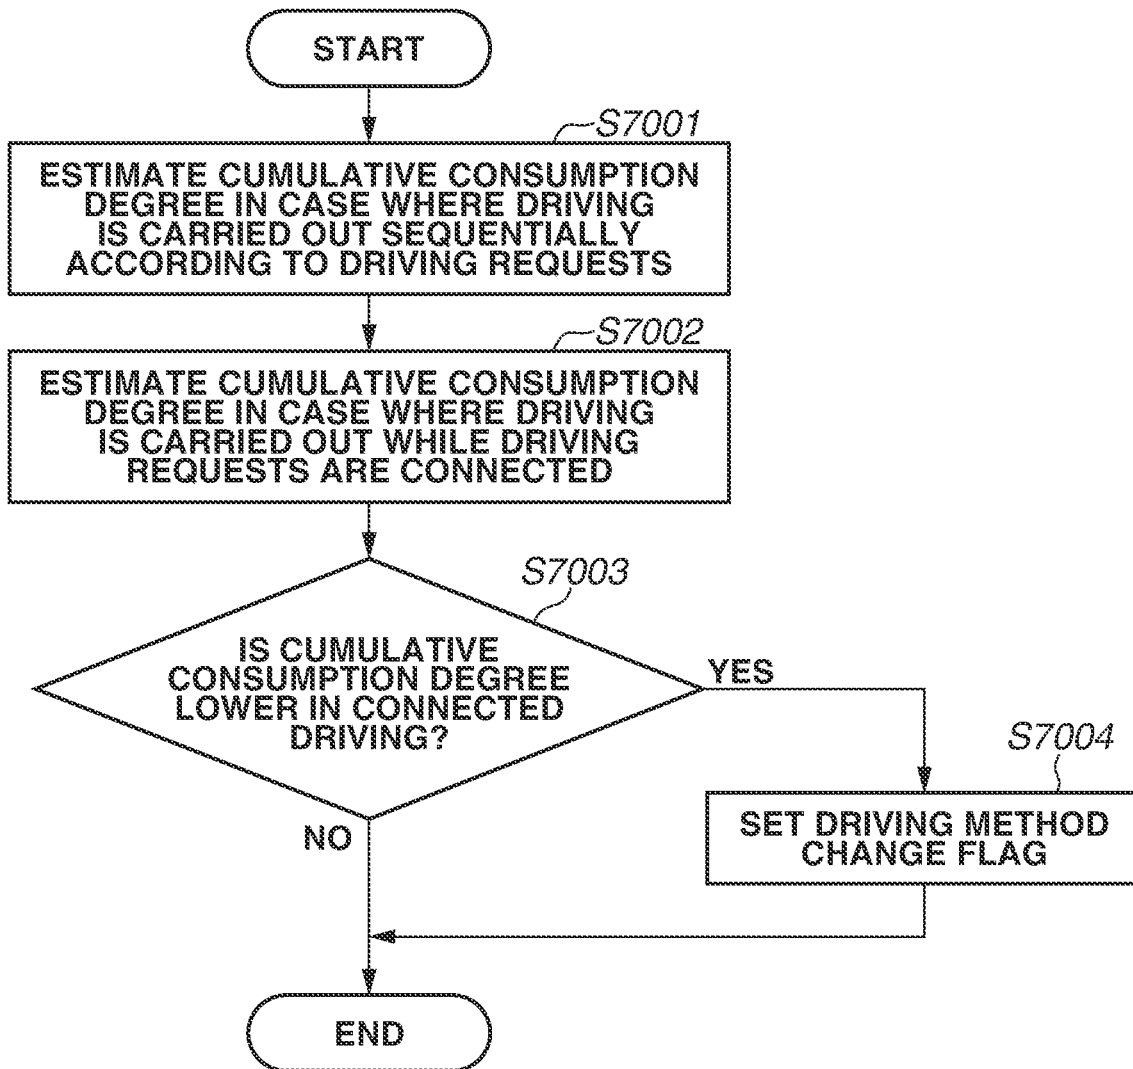 START
S7001
ESTIMATE CUMULATIVE CONSUMPTION
DEGREE IN CASE WHERE DRIVING
IS CARRIED OUT SEQUENTIALLY
ACCORDING TO DRIVING REQUESTS
S7002
ESTIMATE CUMULATIVE CONSUMPTION
DEGREE IN CASE WHERE DRIVING
IS CARRIED OUT WHILE DRIVING
REQUESTS ARE CONNECTED
S7003
IS CUMULATIVE
CONSUMPTION DEGREE
LOWER IN CONNECTED
DRIVING?
YES
S7004
SET DRIVING METHOD
CHANGE FLAG
NO
END